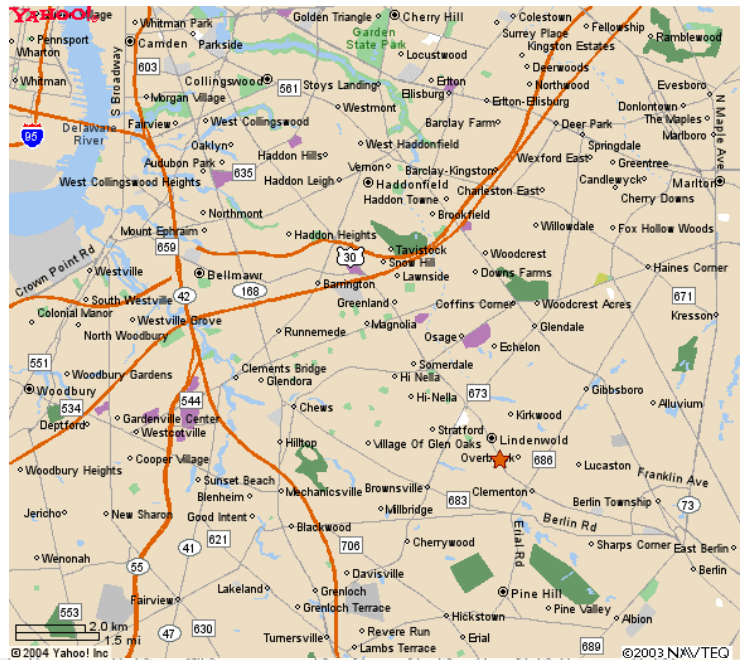 YAHOO!
Village
Whitman Park
Golden Triangle
Cherry Hill
Colestown
Pennsport
Camden
Parkside
Garden
State Park
Surrey Place
Fellowship
Wharton
Kingston Estates
Ramblewood
603
Locustwood
Deerwoods
Whitman
S Broadway
Collingswood
561
Stoys Landing
Erlton
Northwood
Evesboro
Morgan Village
Ellisburg
Erlton-Ellisburg
Donlontown
N Maple Ave
Westmont
The Maples
Fairview
West Collingswood
Barclay Farm
Deer Park
Marlboro
95
Delaware
River
Oaklyn
West Haddonfield
Springdale
Haddon Hills
Audubon Park
Wexford East
Greentree
635
Vernon
Barclay-Kingston
West Collingswood Heights
Haddon Leigh
Haddonfield
Charleston East
Candlewyck
Marlton
Haddon Towne
Cherry Downs
Northmont
Brookfield
Mount Ephraim
Haddon Heights
Willowdale
Fox Hollow Woods
659
Tavistock
Crown Point Rd
30
Woodcrest
Snow Hill
Haines Corner
Westville
Bellmawr
Lawnside
Downs Farms
Barrington
42
168
671
South Westville
Greenland
Coffins Corner
Woodcrest Acres
Colonial Manor
Westville Grove
Magnolia
Kresson
North Woodbury
Runnemede
Glendale
Osage
Echelon
551
Clements Bridge
Somerdale
Woodbury Gardens
Glendora
Hi Nella
Woodbury
673
Gibbsboro
544
Hi-Nella
534
Chews
Alluvium
Gardenville Center
Kirkwood
Deptford
Westcotville
Stratford
Hilltop
Village Of Glen Oaks
Lindenwold
Cooper Village
Overbrook
686
Woodbury Heights
Lucaston
Franklin Ave
Sunset Beach
Mechanicsville
Brownsville
Clementon
Blenheim
683
Berlin Township
73
Jericho
New Sharon
Good Intent
Millbridge
Berlin Rd
Blackwood
Erial Rd
621
41
706
Cherrywood
Sharps Corner
East Berlin
Wenonah
55
Davisville
Berlin
Lakeland
Grenloch
Pine Hill
Fairview
Grenloch Terrace
Pine Valley
553
Hickstown
Albion
2.0 km
47
630
Revere Run
1.5 mi
Turnersville
Erial
689
Lambs Terrace
© 2004 Yahoo! Inc
©2003 NAVTEQ